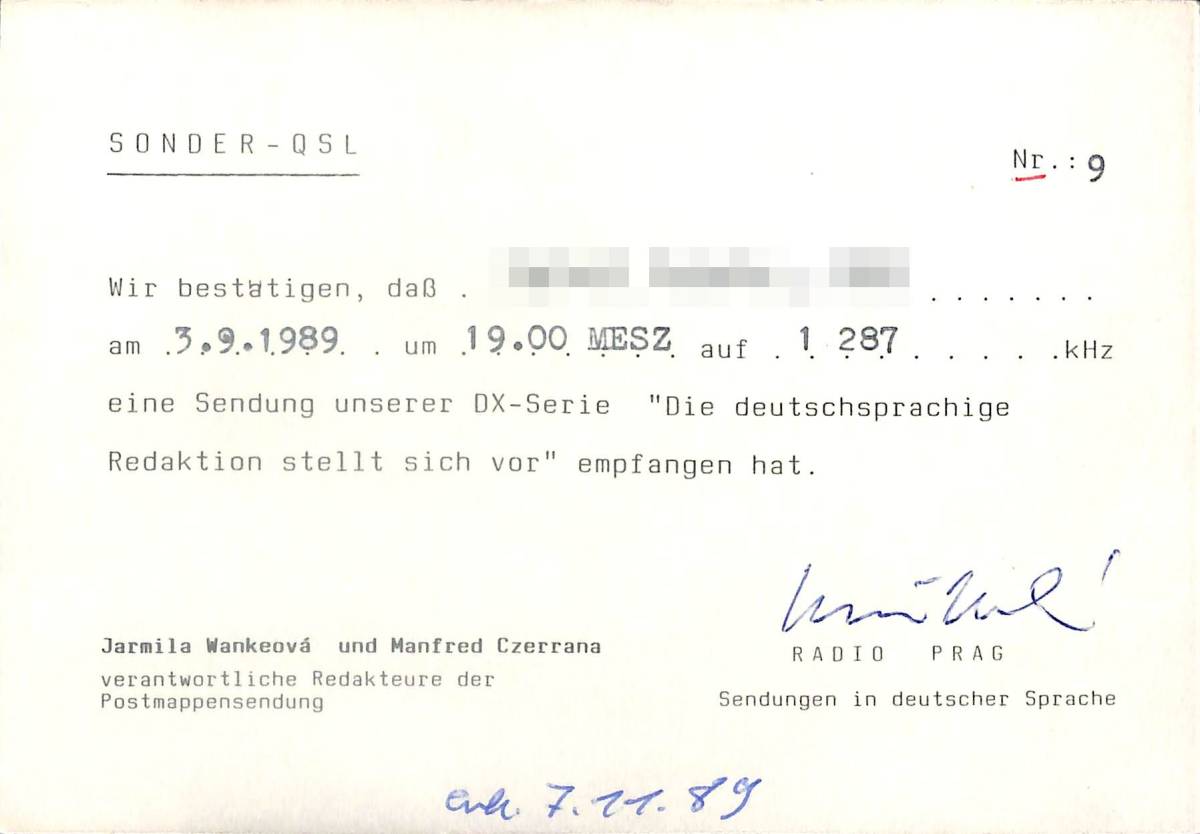 SONDER-QSL
Nr.: 9
Wir bestätigen, daß . . . . . . . .
am .3.9.1989. . um .19.00 MESZ. auf . 1 287 . . . . .kHz
eine Sendung unserer DX-Serie "Die deutschsprachige
Redaktion stellt sich vor" empfangen hat.
Jarmila Wankeová und Manfred Czerrana
verantwortliche Redakteure der
Postmappensendung
RADIO PRAG
Sendungen in deutscher Sprache
erh. 7.11.89